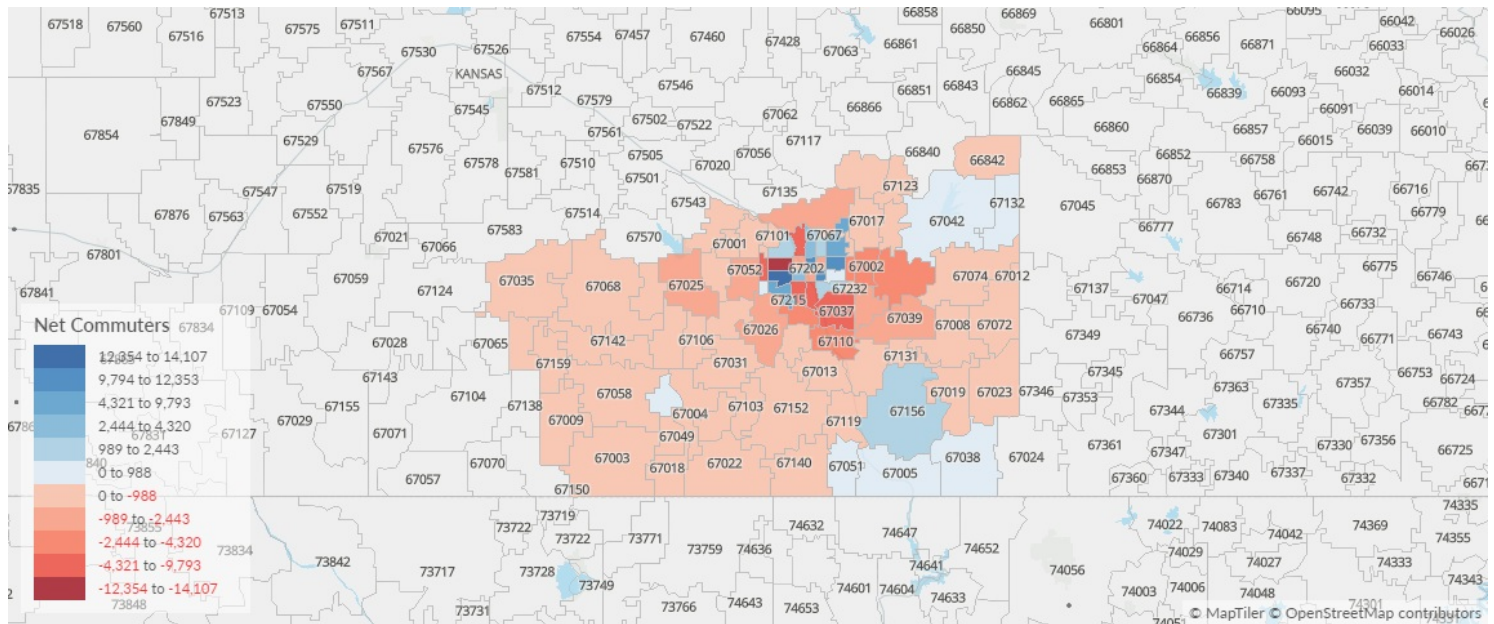 67518 67560 67516 67513 67575 67511 67530 67526 67554 67457 67460 67428 67063 66858 66861 66850 66869 66801 66864 66856 66871 66095 66042 66033 66026
KANSAS
67567 67512 67546 66851 66843 66845 66854 66839 66093 66032 66014
67854 67849 67523 67550 67545 67579 67502 67522 67062 66866 66862 66865 66091
67529 67561 67117 66860 66857 66015 66039 66010
67576 67578 67581 67510 67505 67501 67020 67056 66840 66842 66853 66852 66870 66758
67835 67547 67519 67543 67135 67123 67132 67045 66783 66761 66742 66716
67876 67563 67552 67514 67042 66777 66779
67801 67021 67066 67583 67570 67001 67101 67067 67017 66748 66732
67841 67059 67124 67035 67068 67025 67052 67202 67002 67074 67012 67137 67047 66714 66720 66775 66746
Net Commuters
67834 67109 67054 67215 67232 67037 67039 66736 66710 66733
67028 67065 67142 67106 67026 67110 67008 67072 67349 66740 66771 66743
12,354 to 14,107
9,794 to 12,353
4,321 to 9,793
2,444 to 4,320
989 to 2,443
0 to 988
0 to -988
-989 to -2,443
-2,444 to -4,320
-4,321 to -9,793
-12,354 to -14,107
67143 67159 67031 67013 67131 66757 67345 66753 66724
67155 67104 67138 67058 67004 67103 67152 67156 67019 67023 67346 67353 67363 67335 67357 66782
67029 67127 67831 67071 67009 67049 67119 67344 67301
67057 67070 67003 67018 67022 67140 67051 67005 67038 67024 67361 67347 67330 67356 66725
67150 67360 67333 67340 67337 67332
73855 73834 73842 73719 73722 73722 73771 74632 74647 74022 74083 74369 74335
73759 74636 74652 74029 74042 74355
73848 73717 73728 73749 74601 74604 74641 74056 74027 74333 74343
73731 73766 74643 74653 74633 74003 74006 74048 74301
© MapTiler © OpenStreetMap contributors